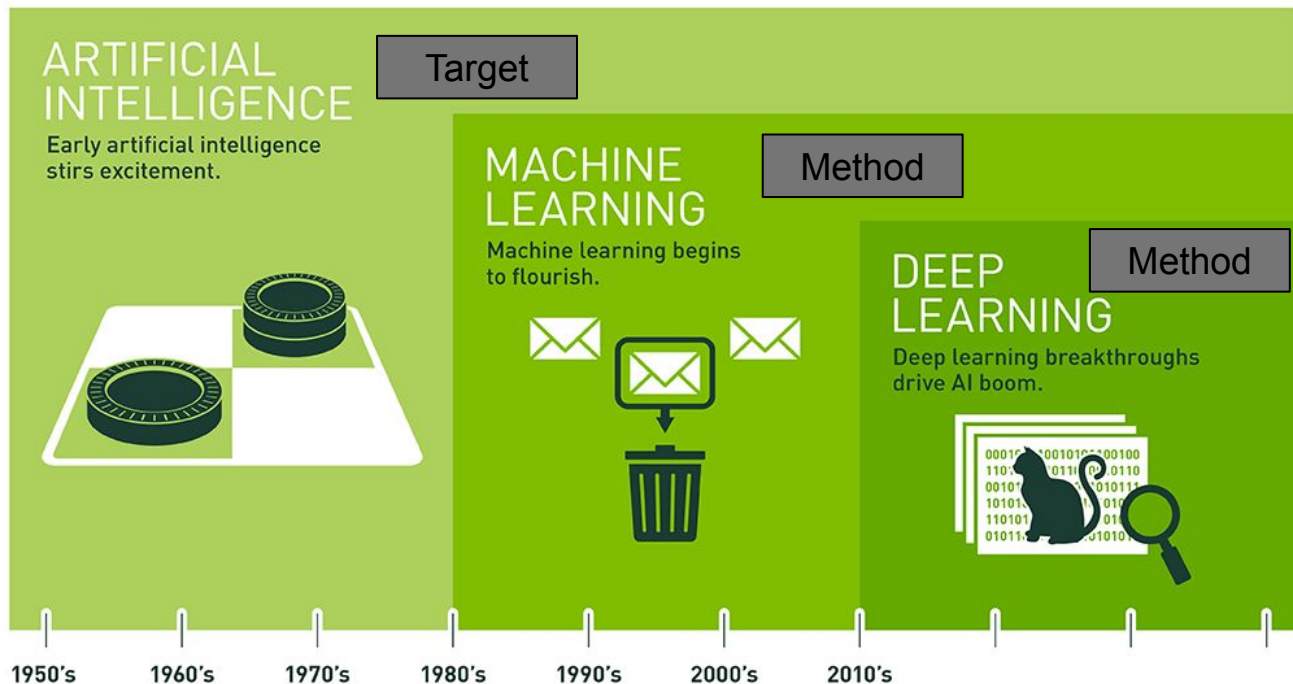 ARTIFICIAL
INTELLIGENCE
Target
Early artificial intelligence
stirs excitement.
MACHINE
LEARNING
Method
Machine learning begins
to flourish.
DEEP
LEARNING
Method
Deep learning breakthroughs
drive AI boom.
1950's 1960's 1970's 1980's 1990's 2000's 2010's